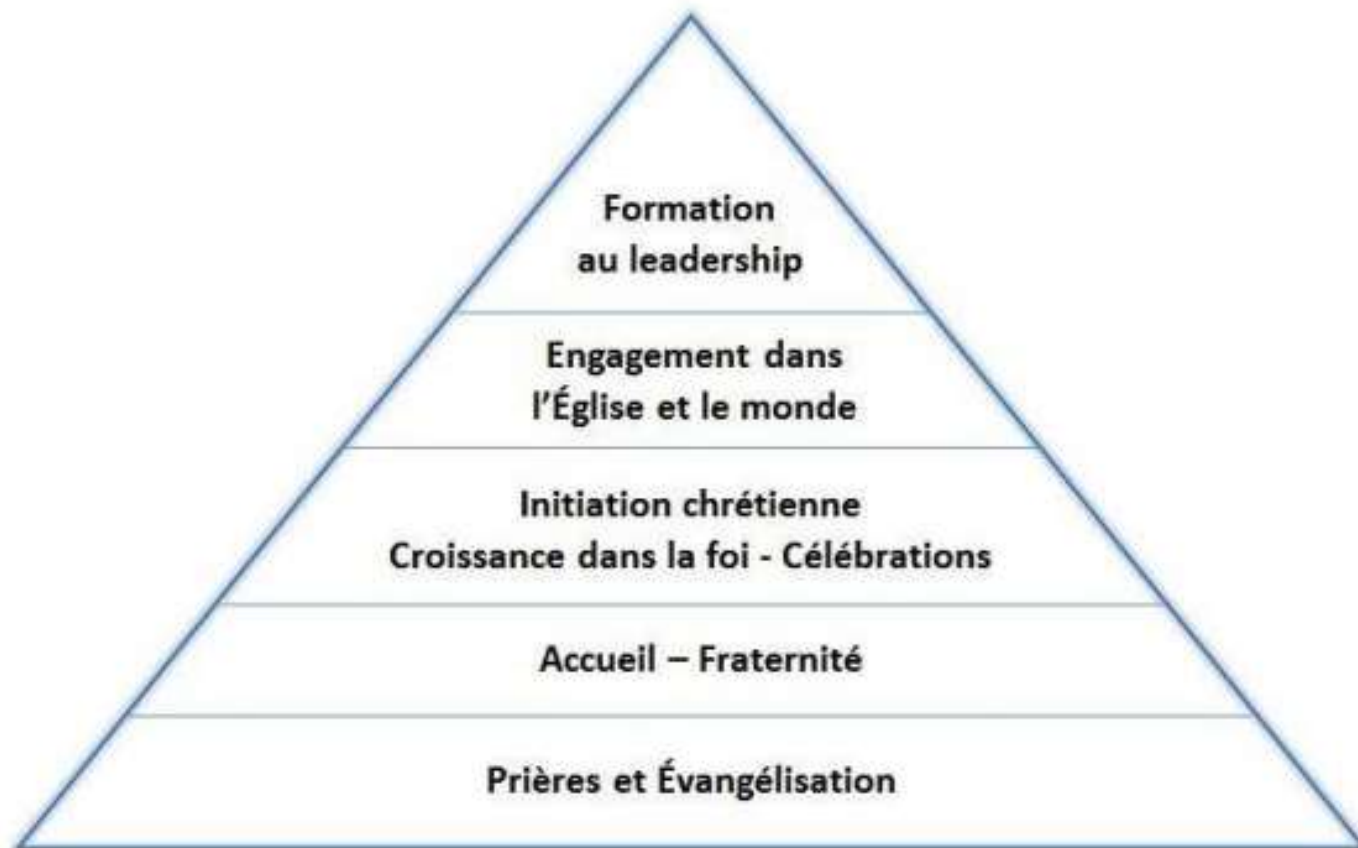 Formation
au leadership
Engagement dans
l’Église et le monde
Initiation chrétienne
Croissance dans la foi - Célébrations
Accueil – Fraternité
Prières et Évangélisation